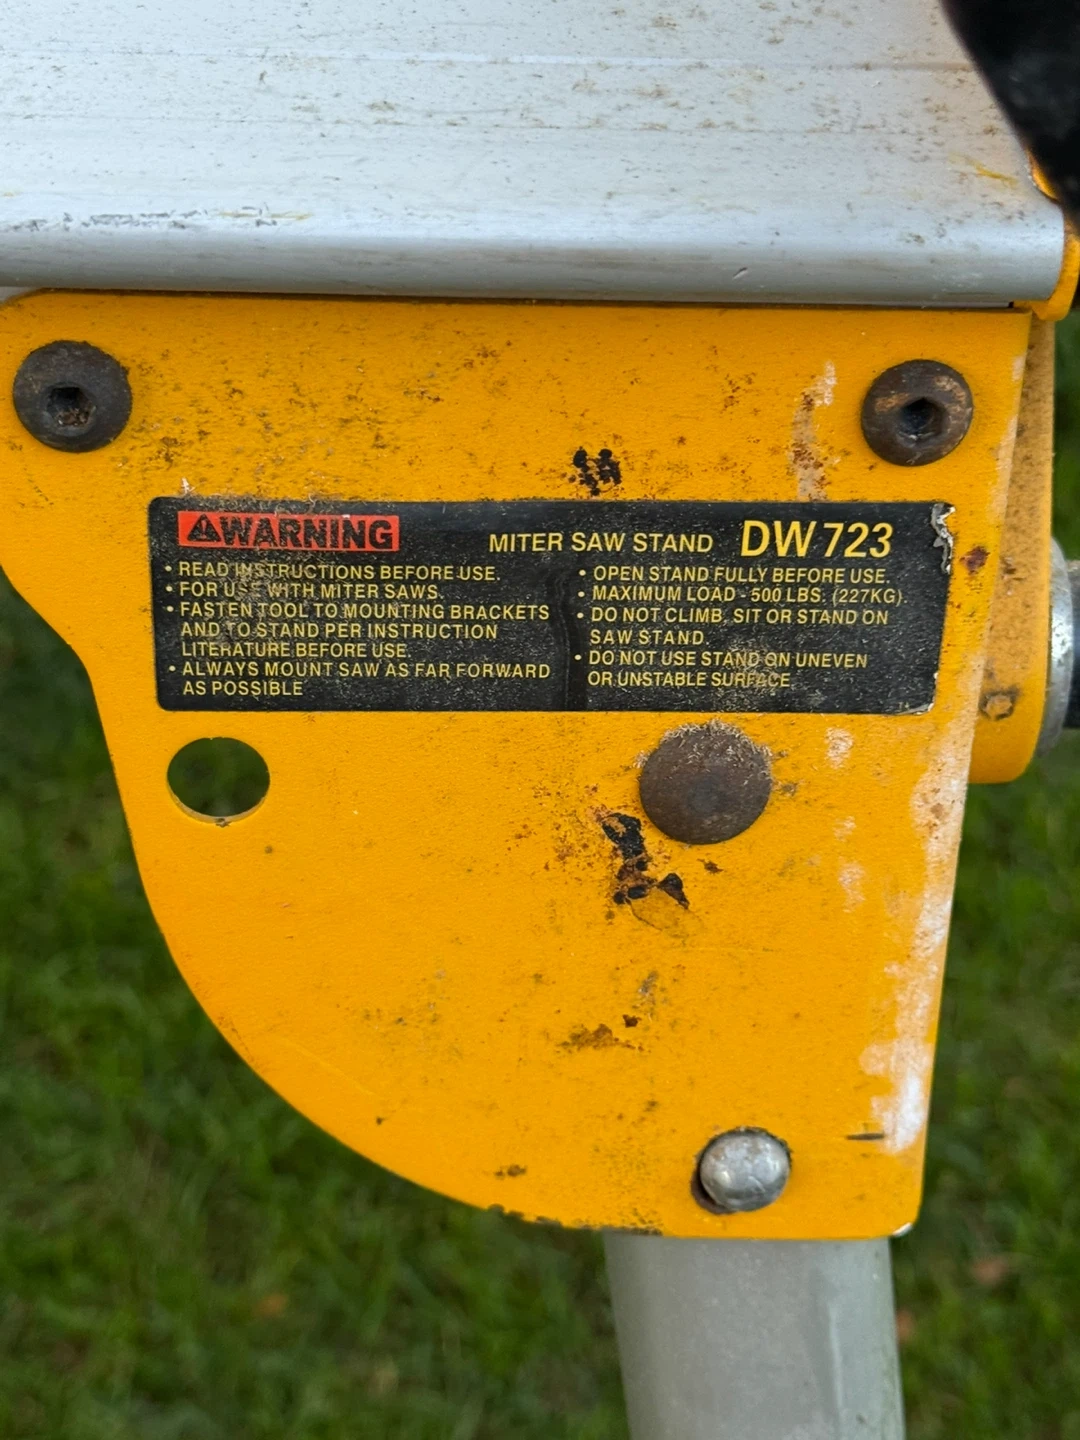 WARNING
MITER SAW STAND DW723
• READ INSTRUCTIONS BEFORE USE.
• FOR USE WITH MITER SAWS.
• FASTEN TOOL TO MOUNTING BRACKETS
AND TO STAND PER INSTRUCTION
LITERATURE BEFORE USE.
• ALWAYS MOUNT SAW AS FAR FORWARD
AS POSSIBLE
• OPEN STAND FULLY BEFORE USE.
• MAXIMUM LOAD - 500 LBS. (227KG)
• DO NOT CLIMB, SIT OR STAND ON
SAW STAND.
• DO NOT USE STAND ON UNEVEN
OR UNSTABLE SURFACE